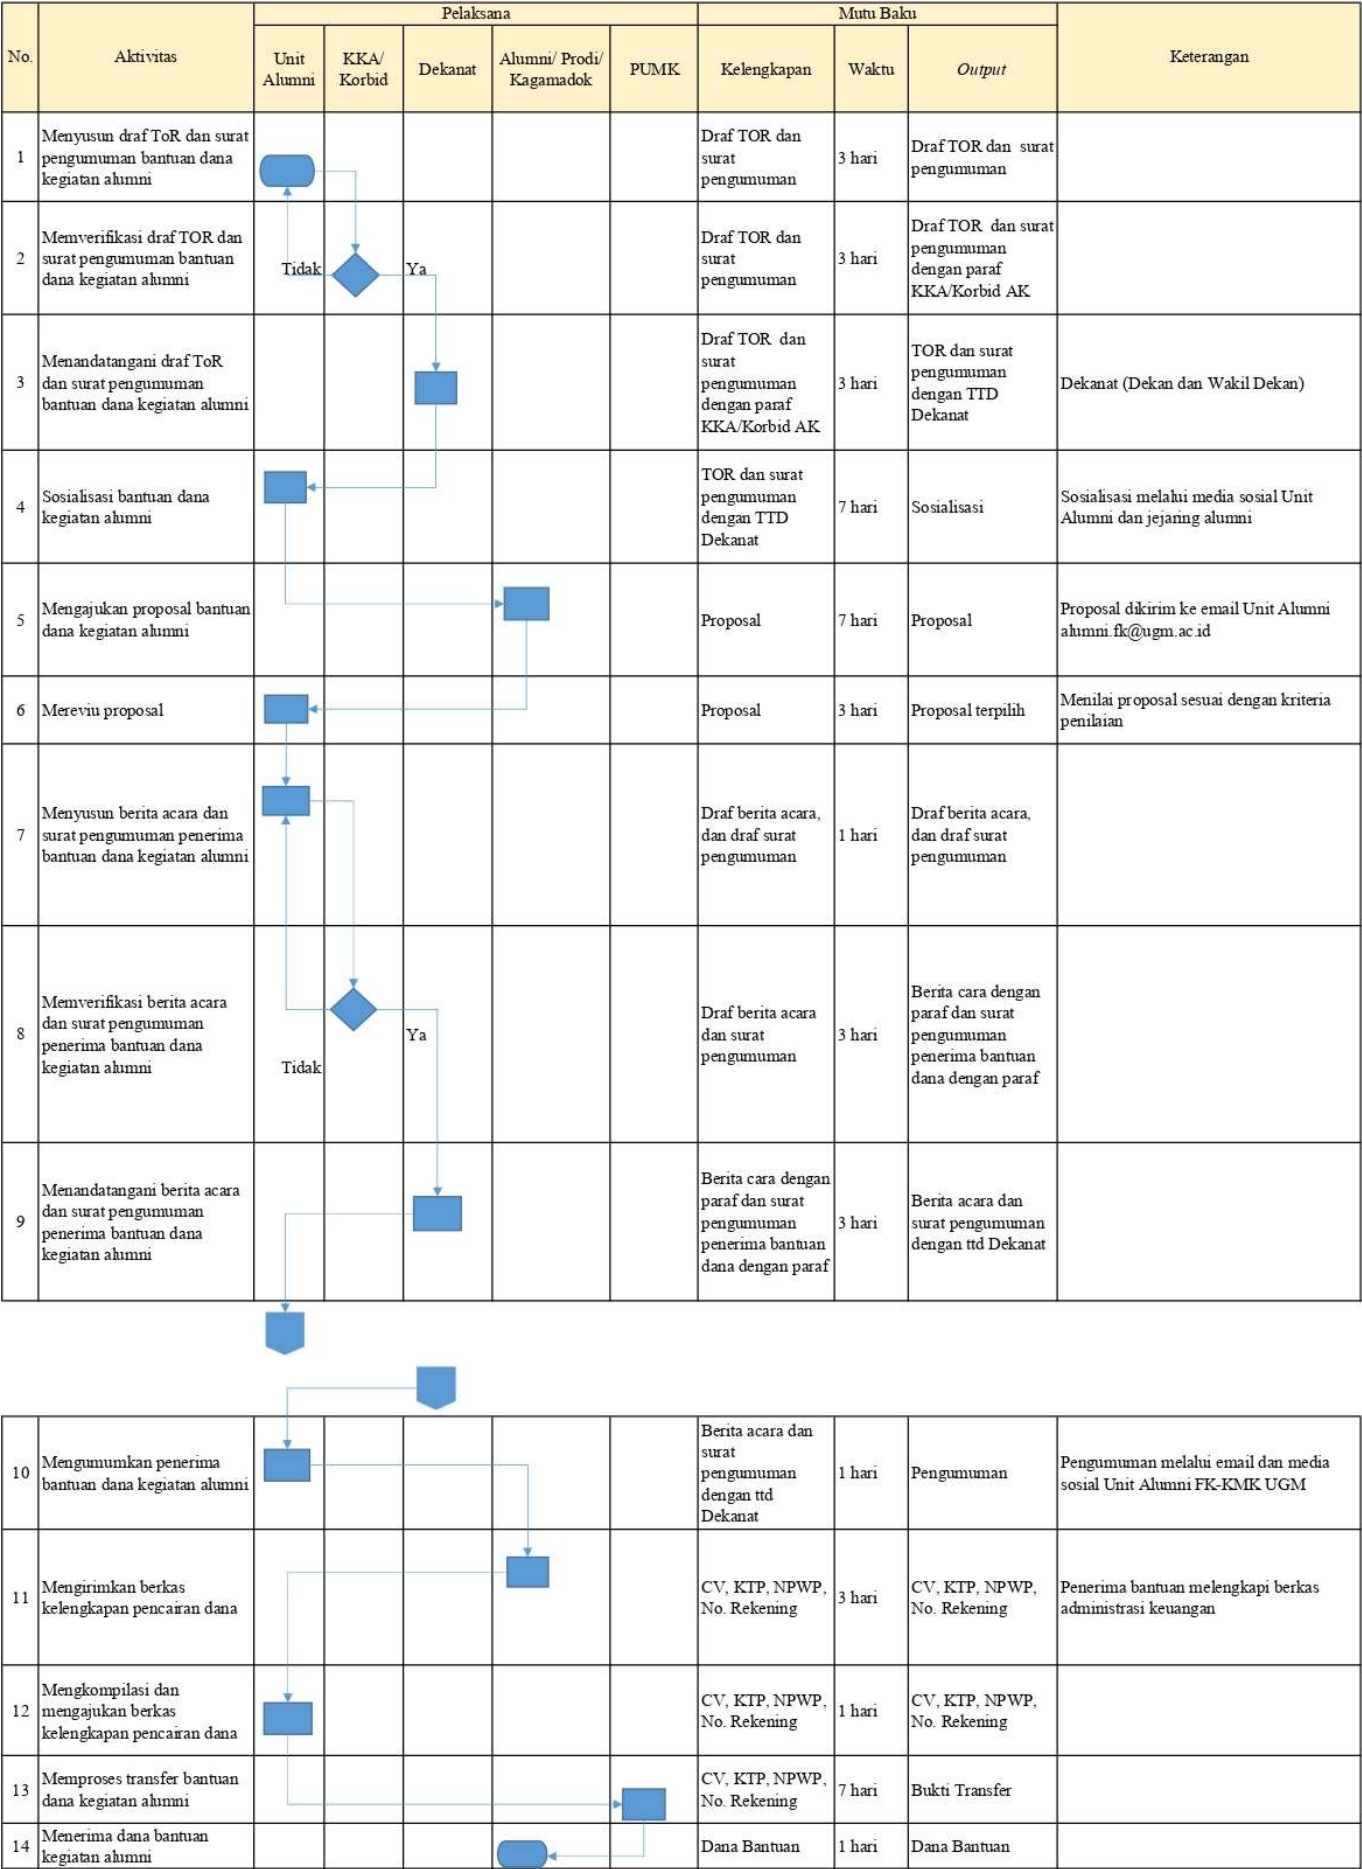 Pelaksana
Mutu Baku
No.
Aktivitas
Unit
Alumni
KKA/
Korbid
Dekanat
Alumni/ Prodi/
Kagamadok
PUMK
Kelengkapan
Waktu
Output
Keterangan
1
Menyusun draf ToR dan surat
pengumuman bantuan dana
kegiatan alumni
Draf TOR dan
surat
pengumuman
3 hari
Draf TOR dan surat
pengumuman
2
Memverifikasi draf TOR dan
surat pengumuman bantuan
dana kegiatan alumni
Tidak
Ya
Draf TOR dan
surat
pengumuman
3 hari
Draf TOR dan surat
pengumuman
dengan paraf
KKA/Korbid AK
3
Menandatangani draf ToR
dan surat pengumuman
bantuan dana kegiatan alumni
Draf TOR dan
surat
pengumuman
dengan paraf
KKA/Korbid AK
3 hari
TOR dan surat
pengumuman
dengan TTD
Dekanat
Dekanat (Dekan dan Wakil Dekan)
4
Sosialisasi bantuan dana
kegiatan alumni
TOR dan surat
pengumuman
dengan TTD
Dekanat
7 hari
Sosialisasi
Sosialisasi melalui media sosial Unit
Alumni dan jejaring alumni
5
Mengajukan proposal bantuan
dana kegiatan alumni
Proposal
7 hari
Proposal
Proposal dikirim ke email Unit Alumni
alumni.fk@ugm.ac.id
6
Mereviu proposal
Proposal
3 hari
Proposal terpilih
Menilai proposal sesuai dengan kriteria
penilaian
7
Menyusun berita acara dan
surat pengumuman penerima
bantuan dana kegiatan alumni
Draf berita acara,
dan draf surat
pengumuman
1 hari
Draf berita acara,
dan draf surat
pengumuman
8
Memverifikasi berita acara
dan surat pengumuman
penerima bantuan dana
kegiatan alumni
Tidak
Ya
Draf berita acara
dan surat
pengumuman
3 hari
Berita cara dengan
paraf dan surat
pengumuman
penerima bantuan
dana dengan paraf
9
Menandatangani berita acara
dan surat pengumuman
penerima bantuan dana
kegiatan alumni
Berita cara dengan
paraf dan surat
pengumuman
penerima bantuan
dana dengan paraf
3 hari
Berita acara dan
surat pengumuman
dengan ttd Dekanat
10
Mengumumkan penerima
bantuan dana kegiatan alumni
Berita acara dan
surat
pengumuman
dengan ttd
Dekanat
1 hari
Pengumuman
Pengumuman melalui email dan media
sosial Unit Alumni FK-KMK UGM
11
Mengirimkan berkas
kelengkapan pencairan dana
CV, KTP, NPWP,
No. Rekening
3 hari
CV, KTP, NPWP,
No. Rekening
Penerima bantuan melengkapi berkas
administrasi keuangan
12
Mengkompilasi dan
mengajukan berkas
kelengkapan pencairan dana
CV, KTP, NPWP,
No. Rekening
1 hari
CV, KTP, NPWP,
No. Rekening
13
Memproses transfer bantuan
dana kegiatan alumni
CV, KTP, NPWP,
No. Rekening
7 hari
Bukti Transfer
14
Menerima dana bantuan
kegiatan alumni
Dana Bantuan
1 hari
Dana Bantuan